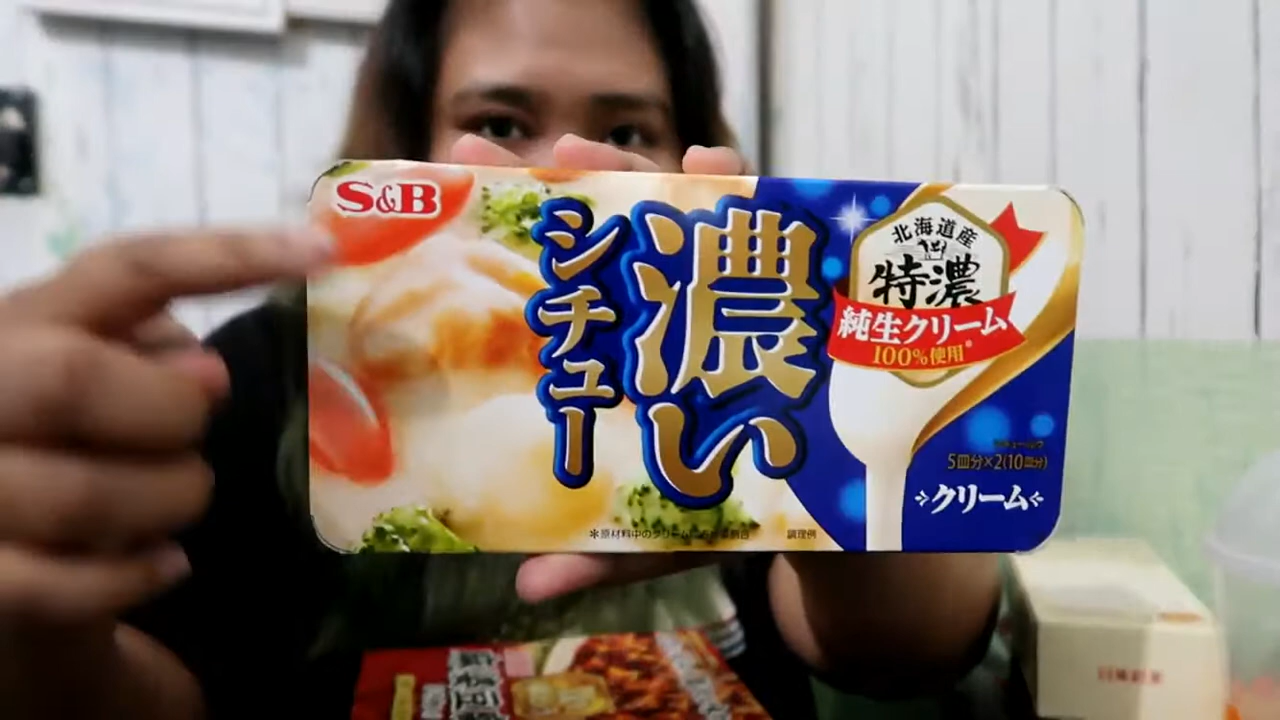 S&B
濃い
シチュー
北海道産
特濃
純生クリーム
100%使用*
5皿分×2(10皿分)
クリーム
調理例